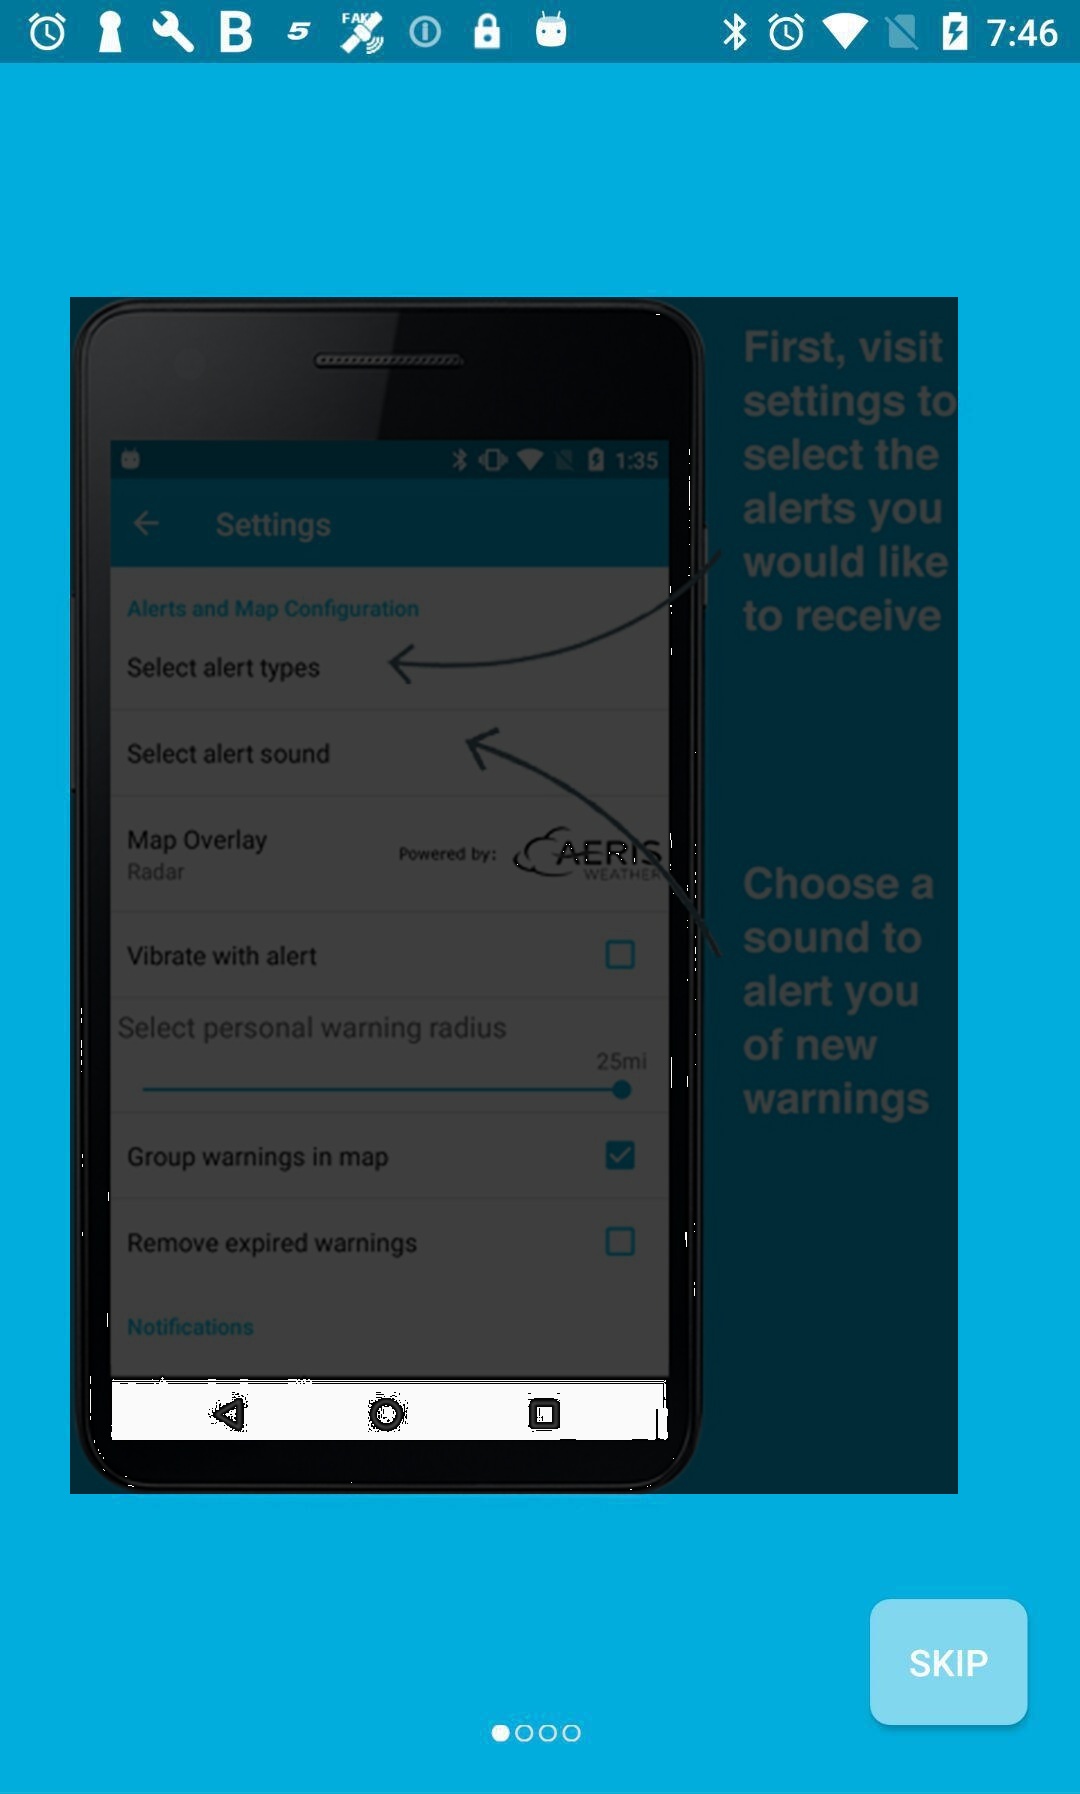 B 5 FAKE 7:46
First, visit
settings to
select the
alerts you
would like
to receive
1:35
Settings
Alerts and Map Configuration
Select alert types
Select alert sound
Map Overlay
Radar
Powered by: AERIS
WEATHER
Vibrate with alert
Select personal warning radius
25mi
Group warnings in map
Remove expired warnings
Notifications
Choose a
sound to
alert you
of new
warnings
SKIP